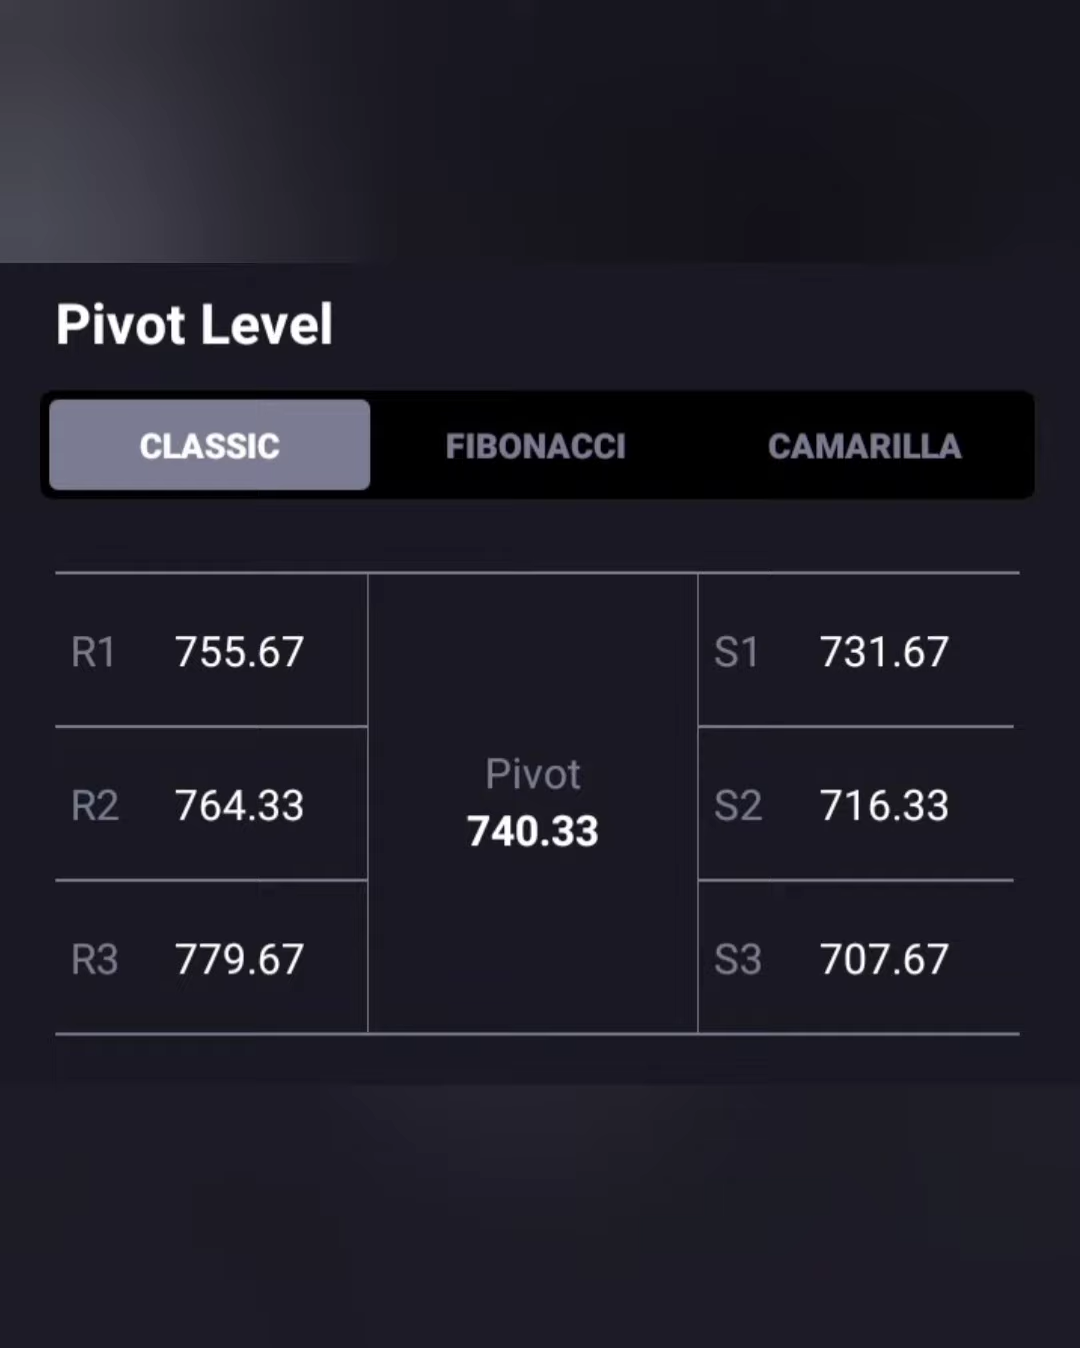 Pivot Level
CLASSIC FIBONACCI CAMARILLA
R1 755.67
R2 764.33
R3 779.67
Pivot
740.33
S1 731.67
S2 716.33
S3 707.67